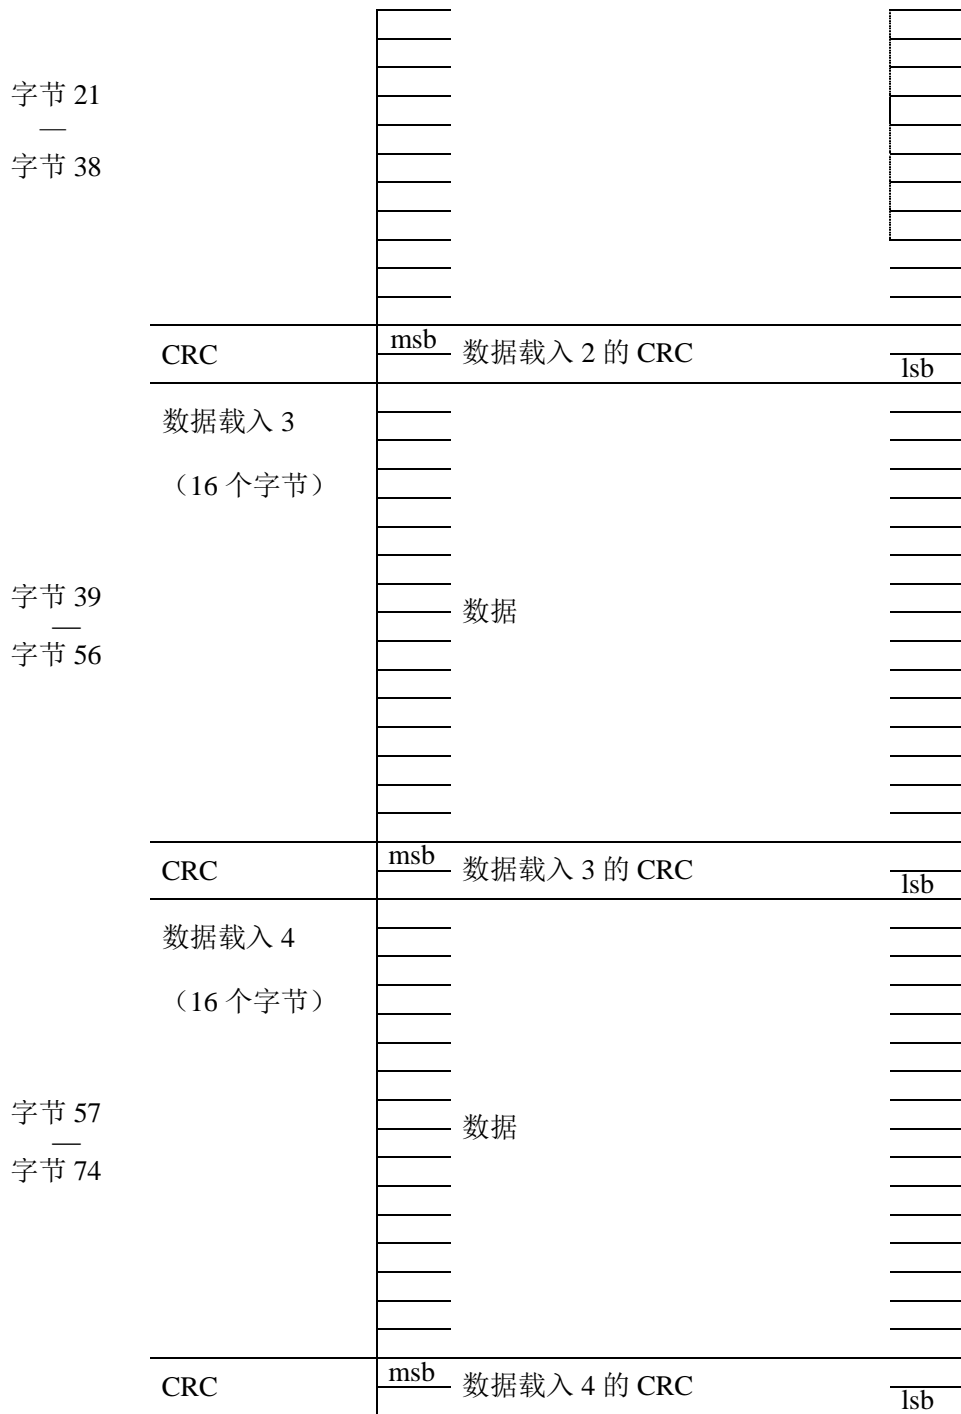 字节 21
—
字节 38
CRC
msb
数据载入 2 的 CRC
lsb
数据载入 3
（16 个字节）
字节 39
—
字节 56
数据
CRC
msb
数据载入 3 的 CRC
lsb
数据载入 4
（16 个字节）
字节 57
—
字节 74
数据
CRC
msb
数据载入 4 的 CRC
lsb